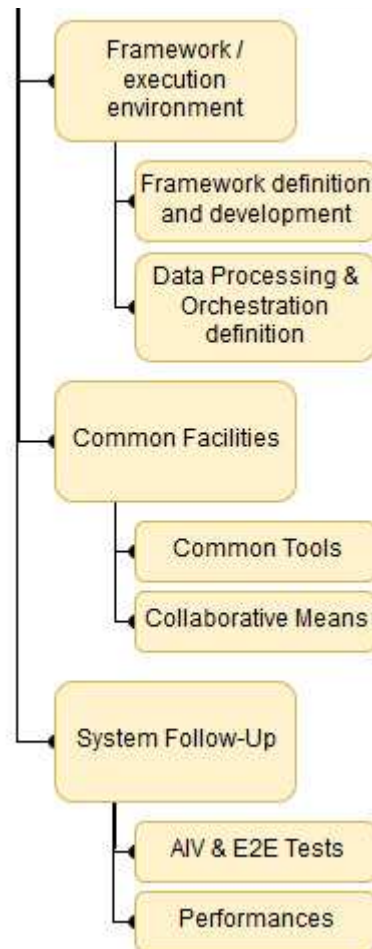 Framework /
execution
environment
Framework definition
and development
Data Processing &
Orchestration
definition
Common Facilities
Common Tools
Collaborative Means
System Follow-Up
AIV & E2E Tests
Performances